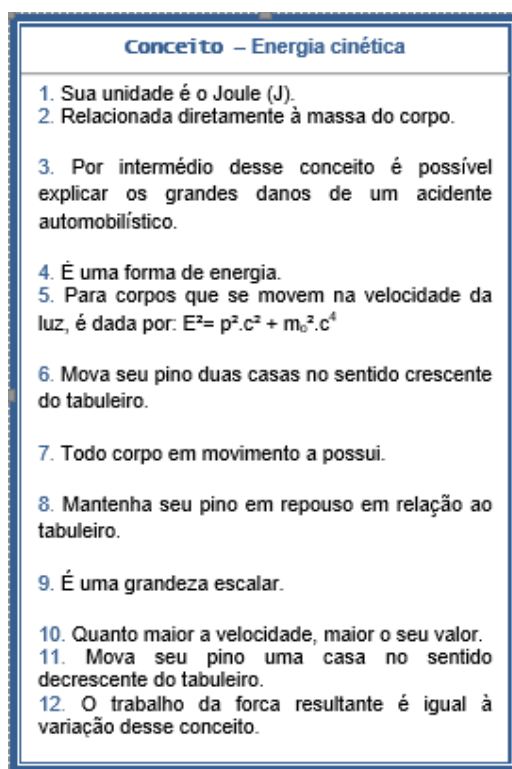 Conceito – Energia cinética
1. Sua unidade é o Joule (J).
2. Relacionada diretamente à massa do corpo.
3. Por intermédio desse conceito é possível
explicar os grandes danos de um acidente
automobilístico.
4. É uma forma de energia.
5. Para corpos que se movem na velocidade da
luz, é dada por: E²= p².c² + m₀².c⁴
6. Mova seu pino duas casas no sentido crescente
do tabuleiro.
7. Todo corpo em movimento a possui.
8. Mantenha seu pino em repouso em relação ao
tabuleiro.
9. É uma grandeza escalar.
10. Quanto maior a velocidade, maior o seu valor.
11. Mova seu pino uma casa no sentido
decrescente do tabuleiro.
12. O trabalho da forca resultante é igual à
variação desse conceito.